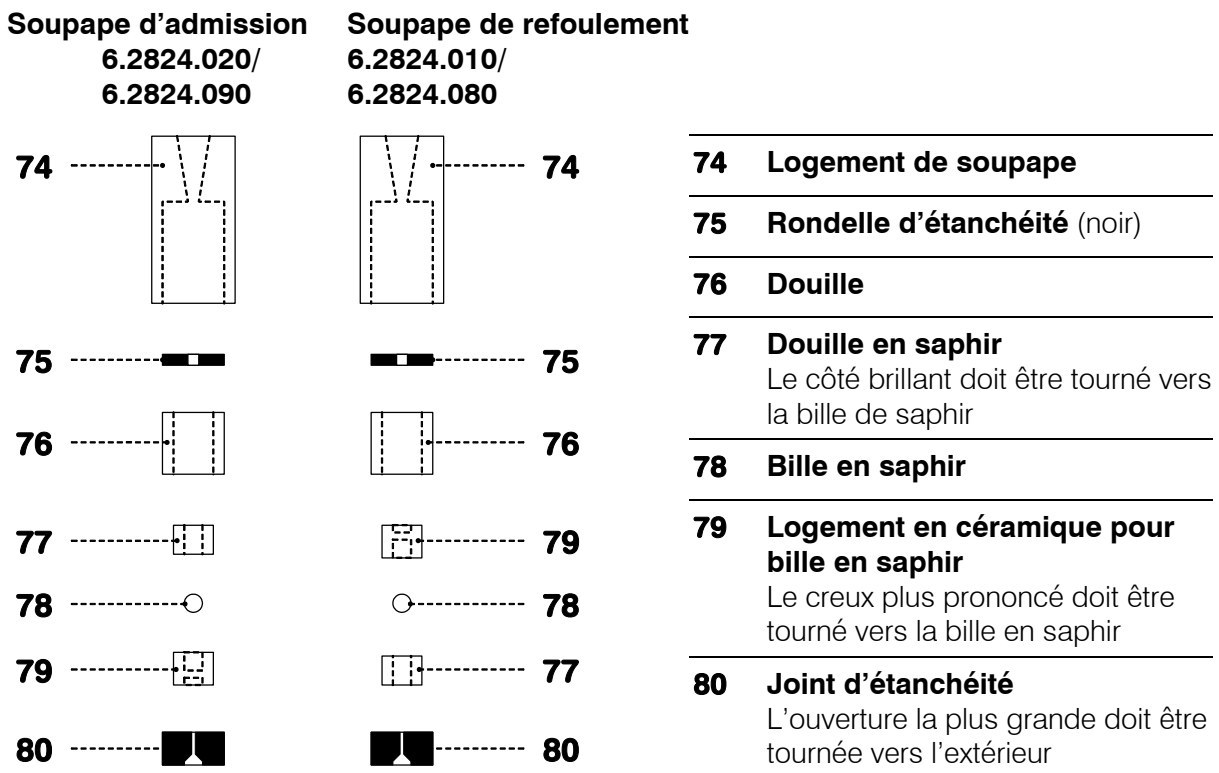 Soupape d’admission Soupape de refoulement
6.2824.020/ 6.2824.010/
6.2824.090 6.2824.080
74 74
75 75
76 76
77 79
78 78
79 77
80 80
74 Logement de soupape
75 Rondelle d’étanchéité (noir)
76 Douille
77 Douille en saphir
Le côté brillant doit être tourné vers
la bille de saphir
78 Bille en saphir
79 Logement en céramique pour
bille en saphir
Le creux plus prononcé doit être
tourné vers la bille en saphir
80 Joint d’étanchéité
L’ouverture la plus grande doit être
tournée vers l’extérieur